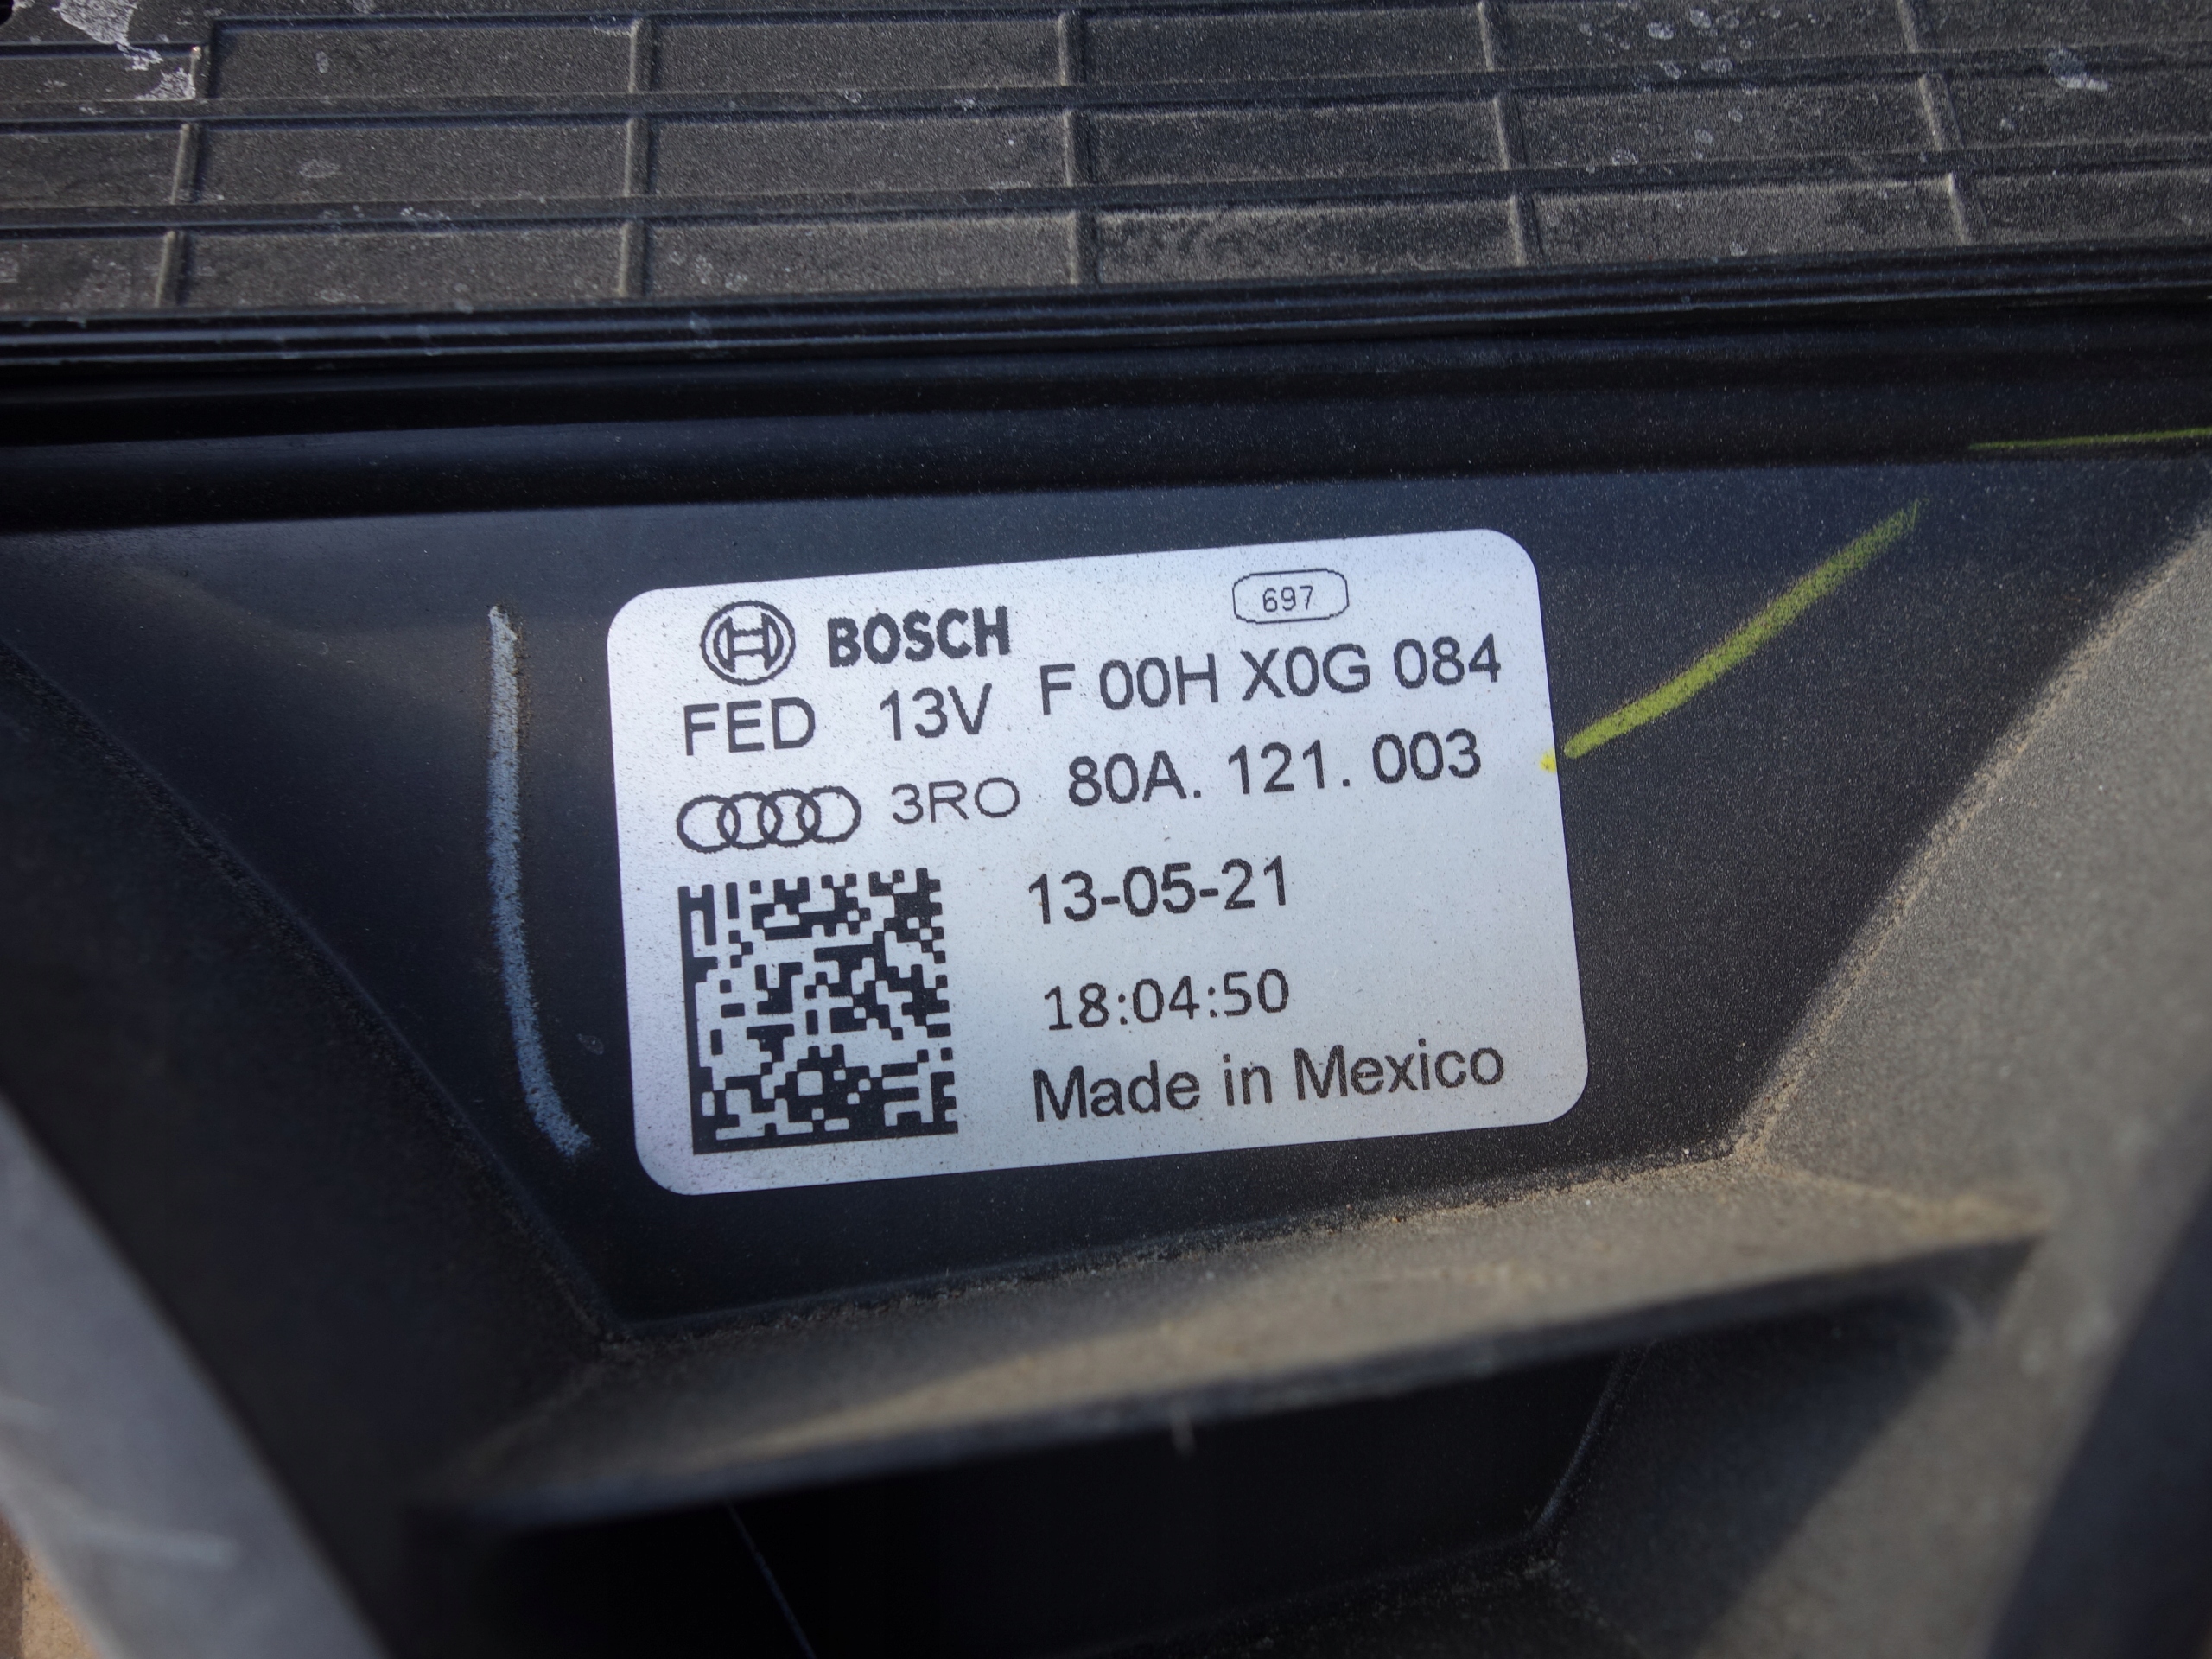 BOSCH 697
FED 13V F 00H X0G 084
3RO 80A. 121. 003
13-05-21
18:04:50
Made in Mexico